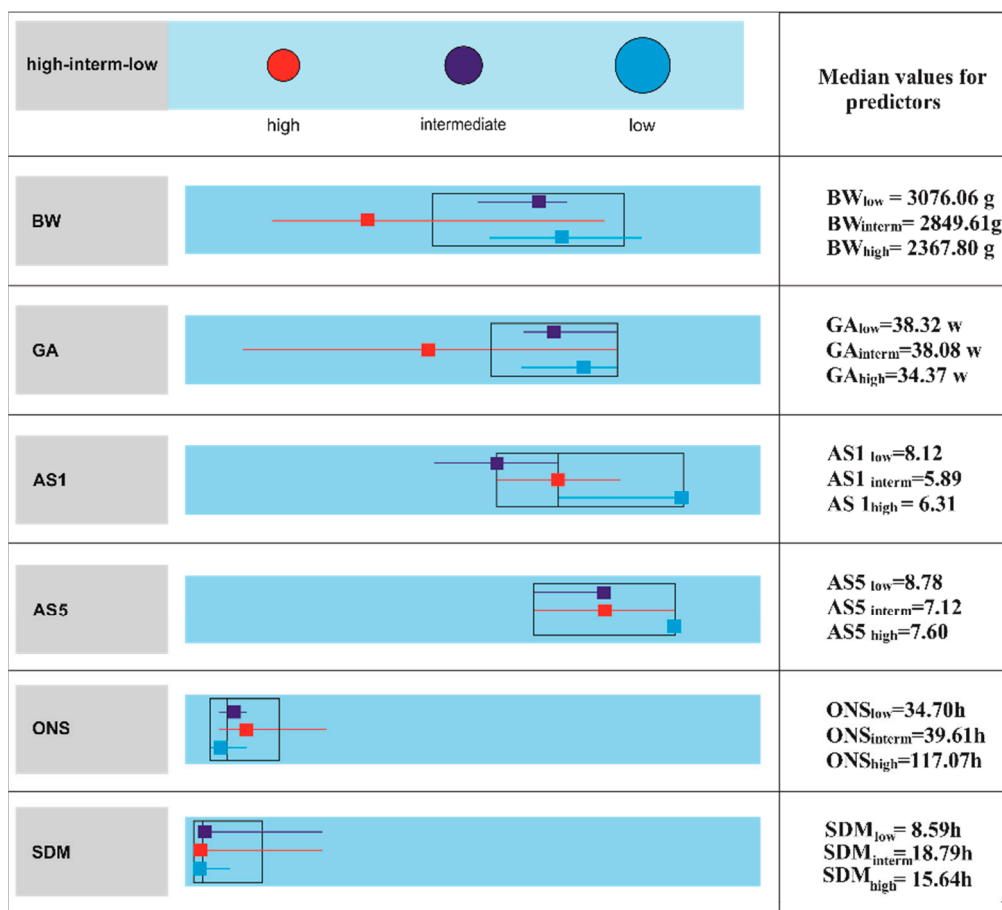 high-interm-low
high
intermediate
low
Median values for
predictors
BW
BWlow = 3076.06 g
BWinterm= 2849.61g
BWhigh= 2367.80 g
GA
GAlow=38.32 w
GAinterm=38.08 w
GAhigh=34.37 w
AS1
AS1 low=8.12
AS1 interm=5.89
AS 1high = 6.31
AS5
AS5 low=8.78
AS5 interm=7.12
AS5 high=7.60
ONS
ONSlow=34.70h
ONSinterm=39.61h
ONShigh=117.07h
SDM
SDMlow= 8.59h
SDMinterm=18.79h
SDMhigh= 15.64h